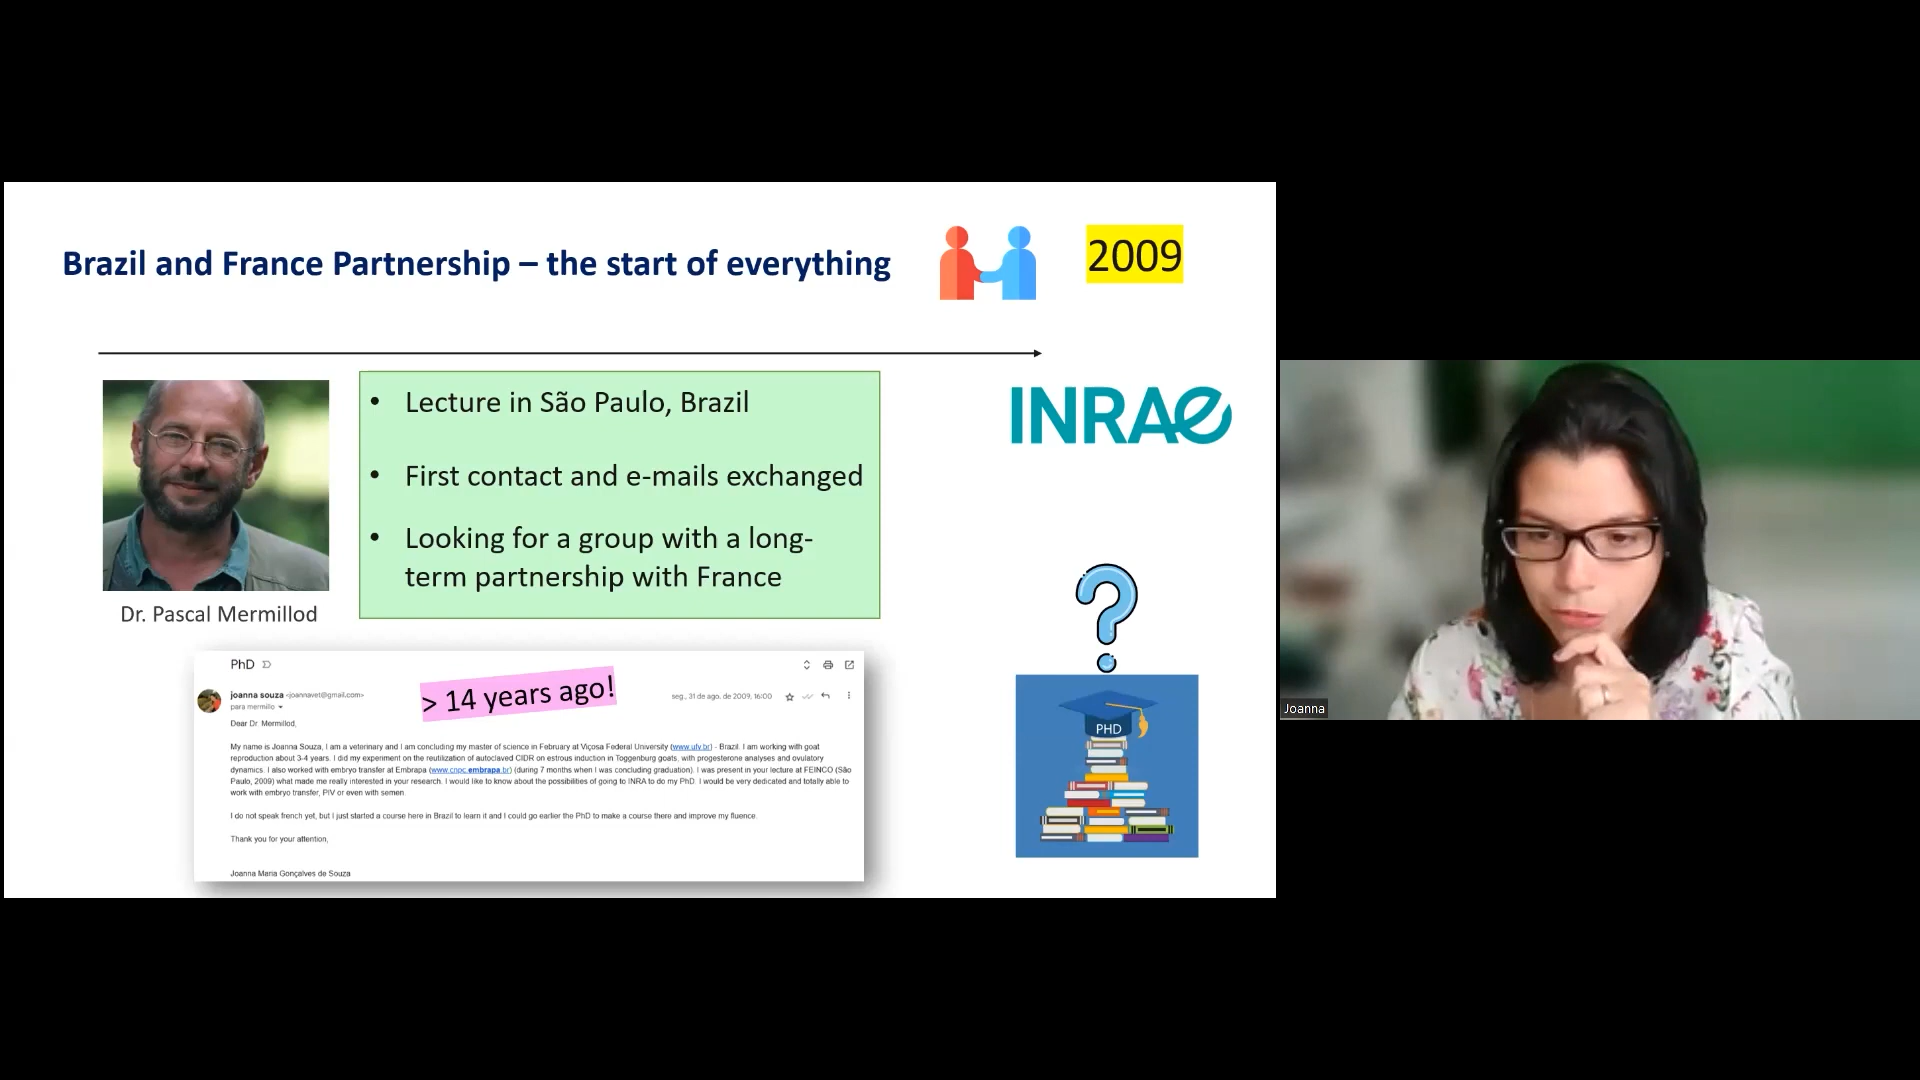 Brazil and France Partnership – the start of everything
2009
• Lecture in São Paulo, Brazil
• First contact and e-mails exchanged
• Looking for a group with a long-
term partnership with France
Dr. Pascal Mermillod
INRAE
PhD
> 14 years ago!
joanna souza <joannavet@gmail.com>
seg., 31 de ago. de 2009, 16:00
para mermillo
Dear Dr. Mermillod,
My name is Joanna Souza, I am a veterinary and I am concluding my master of science in February at Viçosa Federal University (www.ufv.br) - Brazil. I am working with goat
reproduction about 3-4 years. I did my experiment on the reutilization of autoclaved CIDR on estrous induction in Toggenburg goats, with progesterone analyses and ovulatory
dynamics. I also worked with embryo transfer at Embrapa (www.cnpc.embrapa.br) (during 7 months when I was concluding graduation). I was present in your lecture at FEINCO (São
Paulo, 2009) what made me really interested in your research. I would like to know about the possibilities of going to INRA to do my PhD. I would be very dedicated and totally able to
work with embryo transfer, PIV or even with semen.
I do not speak french yet, but I just started a course here in Brazil to learn it and I could go earlier the PhD to make a course there and improve my fluence.
Thank you for your attention,
Joanna Maria Gonçalves de Souza
PHD
Joanna